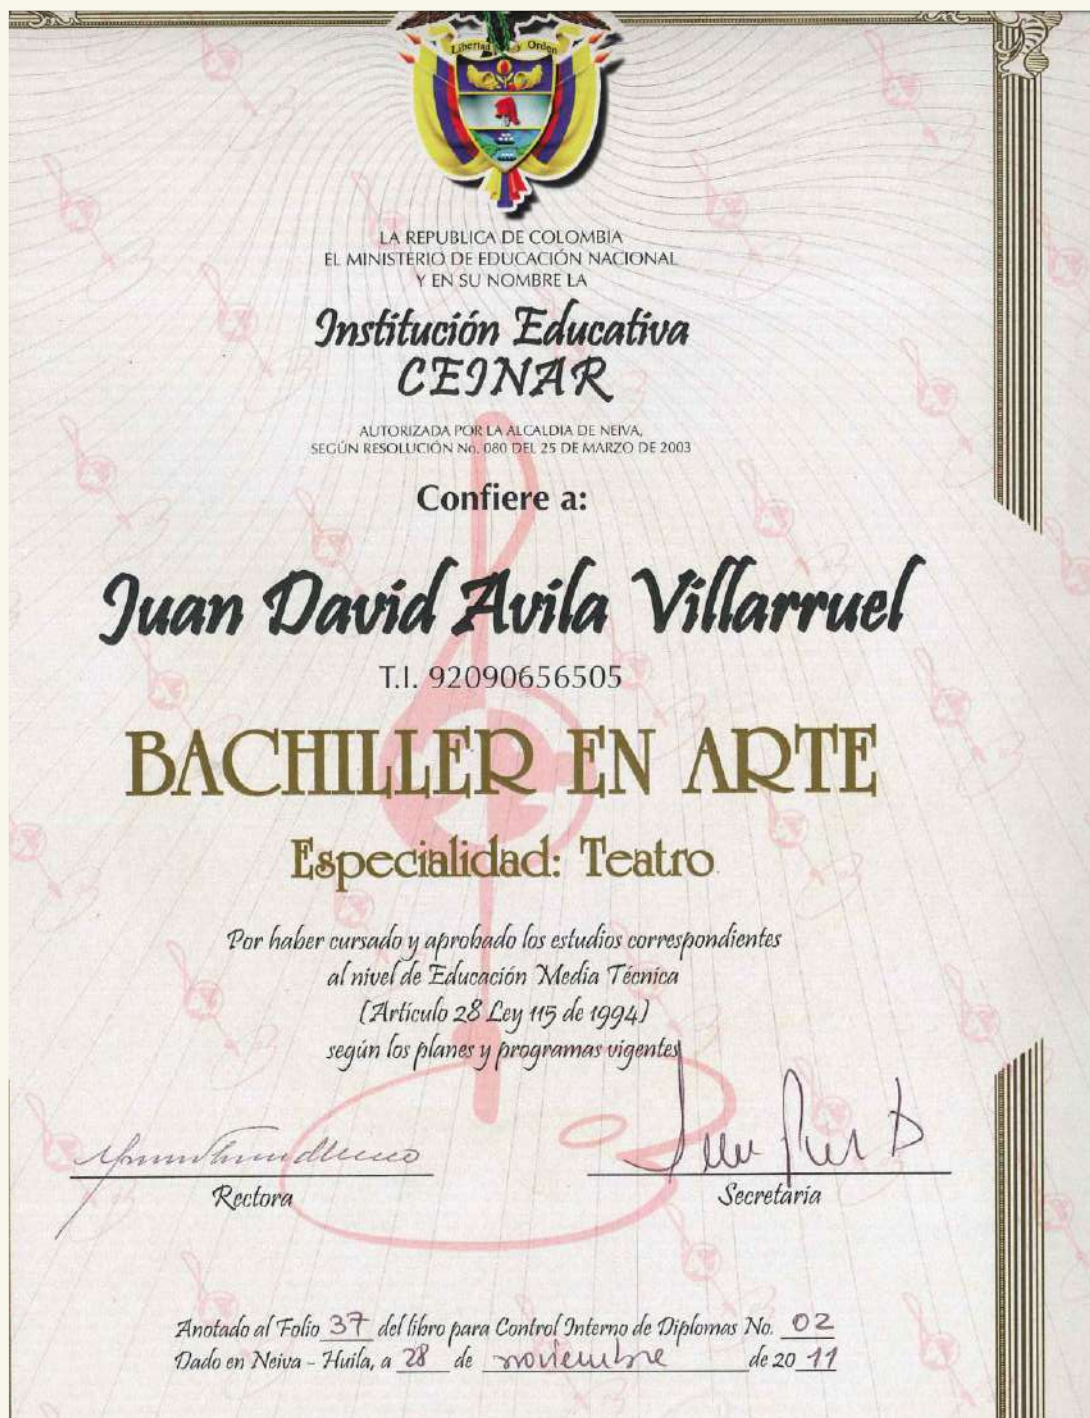 Libertad y Orden
LA REPUBLICA DE COLOMBIA
EL MINISTERIO DE EDUCACIÓN NACIONAL
Y EN SU NOMBRE LA
Institución Educativa
CEINAR
AUTORIZADA POR LA ALCALDIA DE NEIVA,
SEGÚN RESOLUCIÓN No. 080 DEL 25 DE MARZO DE 2003
Confiere a:
Juan David Avila Villarruel
T.I. 92090656505
BACHILLER EN ARTE
Especialidad: Teatro
Por haber cursado y aprobado los estudios correspondientes
al nivel de Educación Media Técnica
(Artículo 28 Ley 115 de 1994)
según los planes y programas vigentes
Rectora
Secretaria
Anotado al Folio 37 del libro para Control Interno de Diplomas No. 02
Dado en Neiva - Huila, a 28 de noviembre de 2011